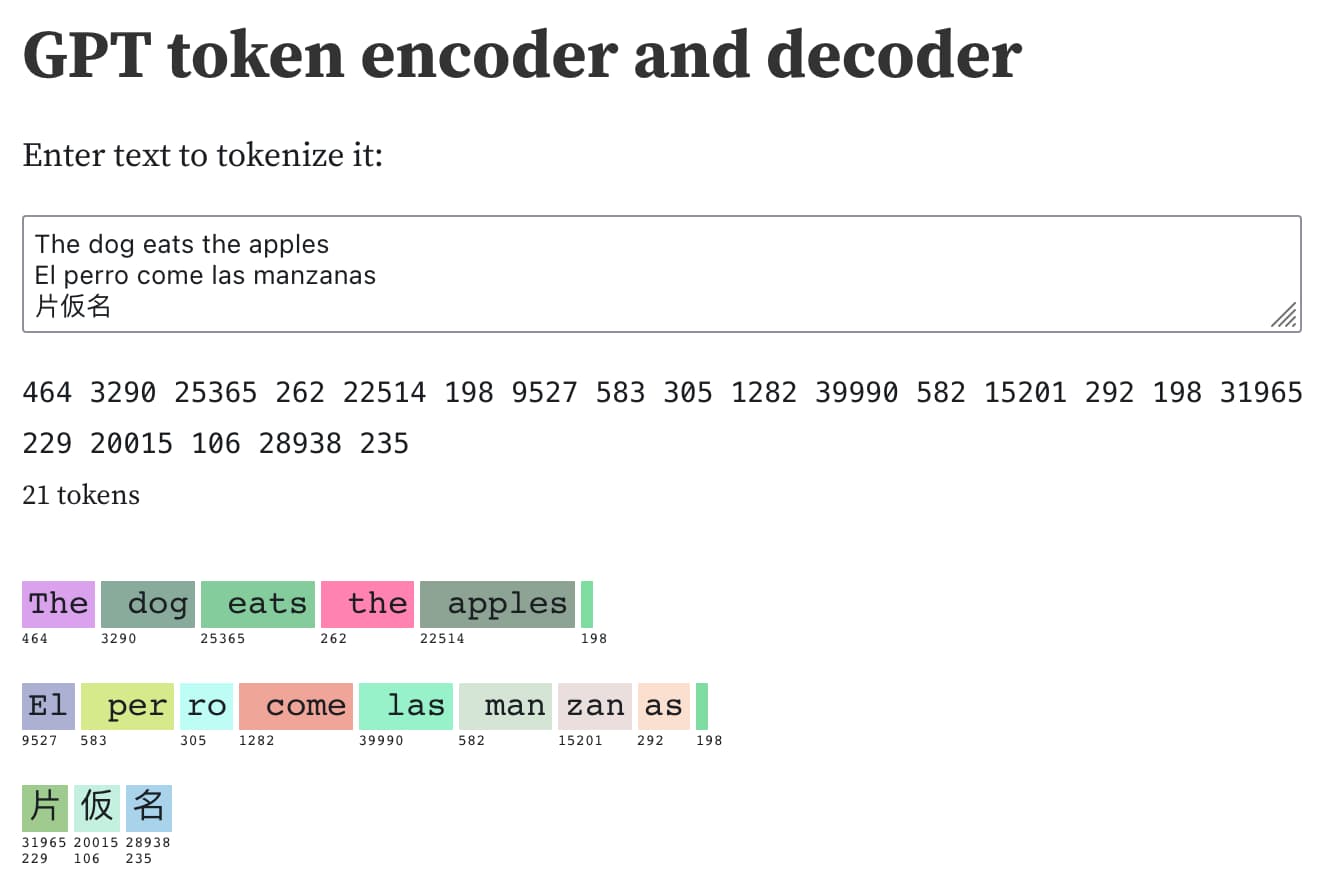 GPT token encoder and decoder
Enter text to tokenize it:
The dog eats the apples
El perro come las manzanas
片仮名
464 3290 25365 262 22514 198 9527 583 305 1282 39990 582 15201 292 198 31965
229 20015 106 28938 235
21 tokens
The dog eats the apples
464 3290 25365 262 22514 198
El per ro come las man zan as
9527 583 305 1282 39990 582 15201 292 198
片 仮 名
31965 20015 28938
229 106 235